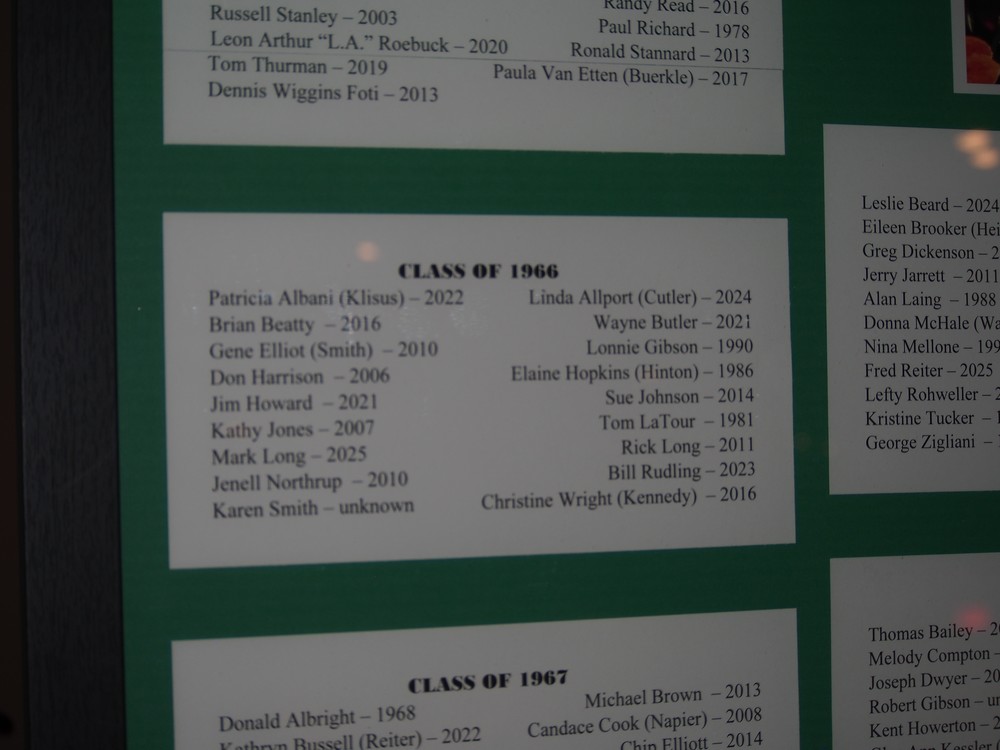 Russell Stanley – 2003
Leon Arthur “L.A.” Roebuck – 2020
Tom Thurman – 2019
Dennis Wiggins Foti – 2013
Randy Read – 2016
Paul Richard – 1978
Ronald Stannard – 2013
Paula Van Etten (Buerkle) – 2017
CLASS OF 1966
Patricia Albani (Klisus) – 2022
Brian Beatty – 2016
Gene Elliot (Smith) – 2010
Don Harrison – 2006
Jim Howard – 2021
Kathy Jones – 2007
Mark Long – 2025
Jenell Northrup – 2010
Karen Smith – unknown
Linda Allport (Cutler) – 2024
Wayne Butler – 2021
Lonnie Gibson – 1990
Elaine Hopkins (Hinton) – 1986
Sue Johnson – 2014
Tom LaTour – 1981
Rick Long – 2011
Bill Rudling – 2023
Christine Wright (Kennedy) – 2016
CLASS OF 1967
Donald Albright – 1968
Kathryn Bussell (Reiter) – 2022
Michael Brown – 2013
Candace Cook (Napier) – 2008
Chip Elliott – 2014
Leslie Beard – 2024
Eileen Brooker
Greg Dickenson –
Jerry Jarrett – 2011
Alan Laing – 1988
Donna McHale
Nina Mellone –
Fred Reiter – 2025
Lefty Rohweller –
Kristine Tucker –
George Zigliani –
Thomas Bailey –
Melody Compton –
Joseph Dwyer –
Robert Gibson –
Kent Howerton –